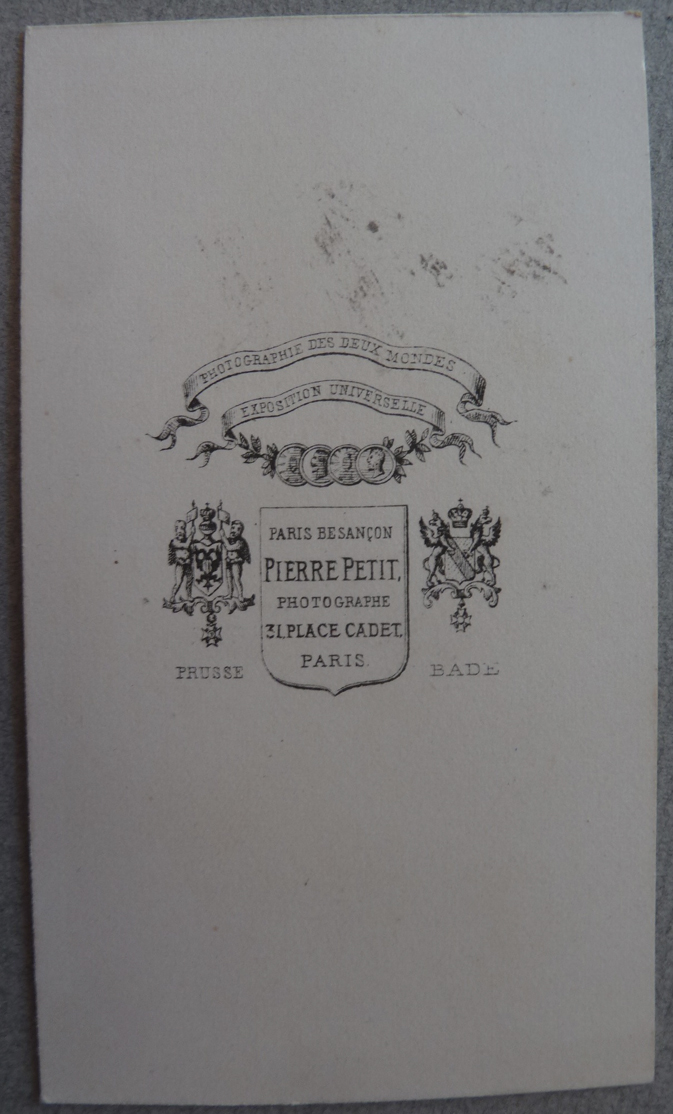 PHOTOGRAPHIE DES DEUX MONDES
EXPOSITION UNIVERSELLE
PARIS BESANÇON
PIERRE PETIT,
PHOTOGRAPHE
31, PLACE CADET,
PARIS.
PRUSSE
BADE